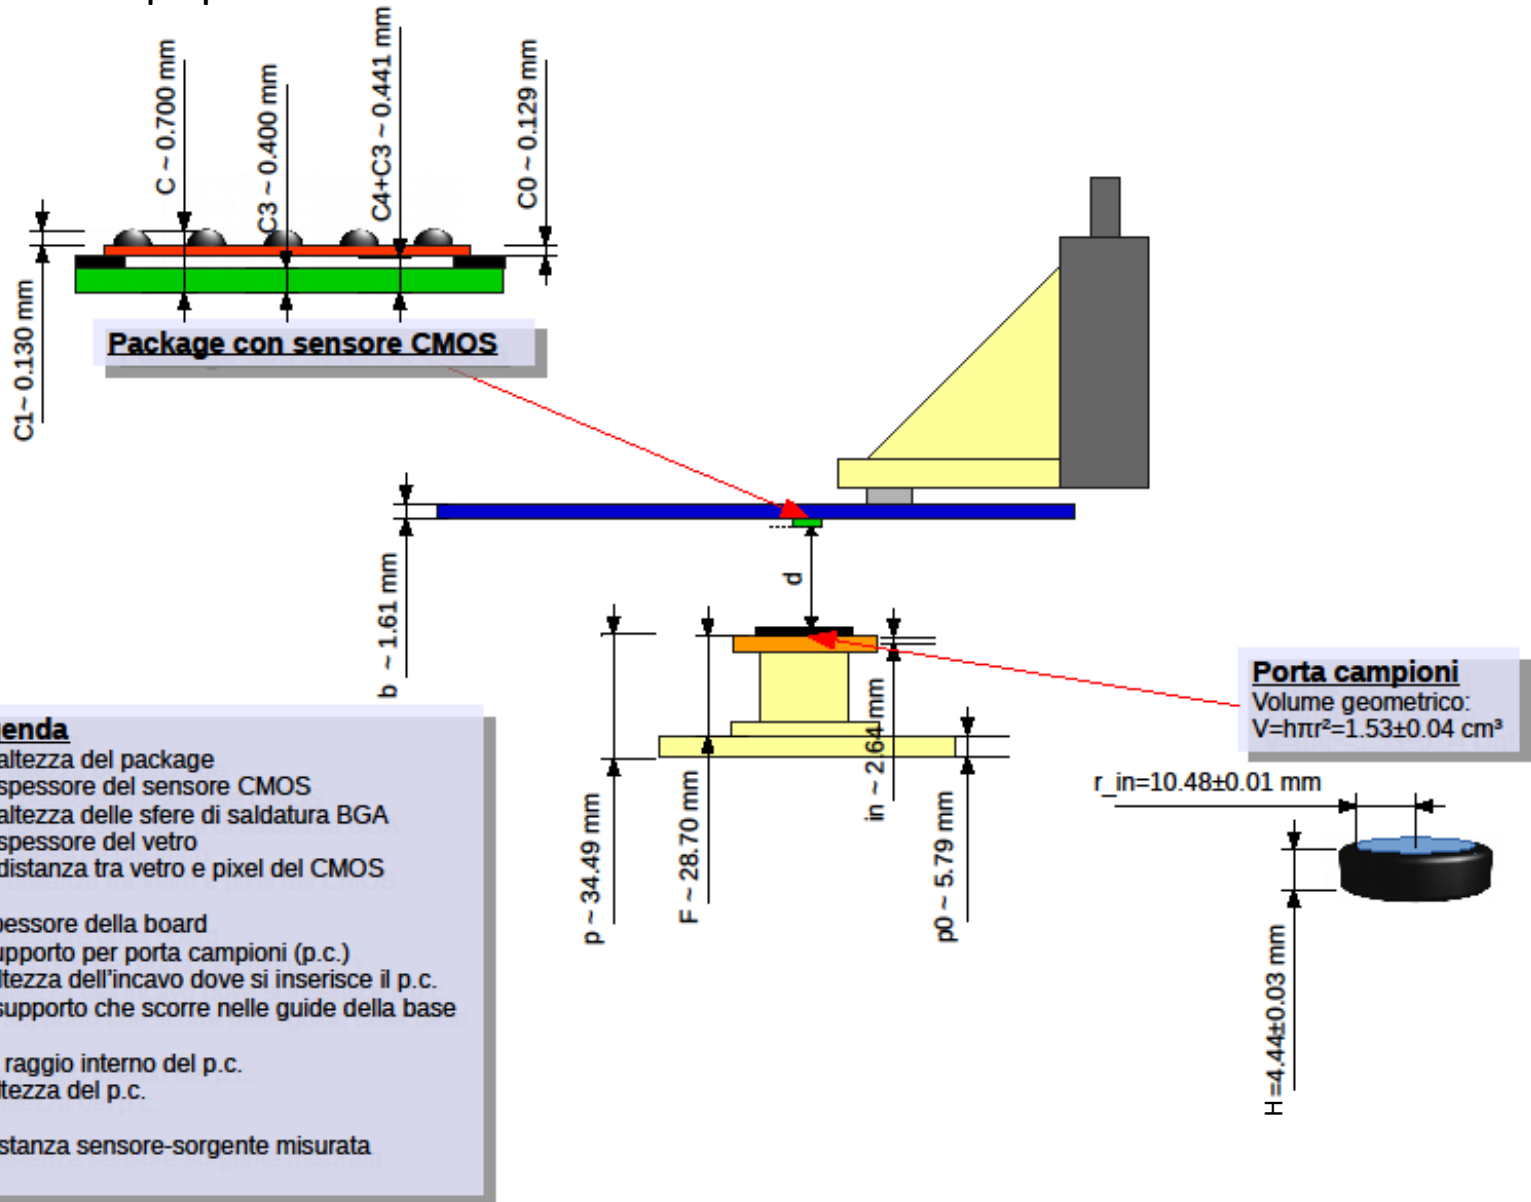 C ~ 0.700 mm
C3 ~ 0.400 mm
C4+C3 ~ 0.441 mm
C0 ~ 0.129 mm
C1~ 0.130 mm
Package con sensore CMOS
b ~ 1.61 mm
d
Porta campioni
Volume geometrico:
V=hπr²=1.53±0.04 cm³
r_in=10.48±0.01 mm
H=4.44±0.03 mm
p ~ 34.49 mm
F ~ 28.70 mm
in ~ 2.64 mm
p0 ~ 5.79 mm
enda
altezza del package
spessore del sensore CMOS
altezza delle sfere di saldatura BGA
spessore del vetro
distanza tra vetro e pixel del CMOS
pessore della board
upporto per porta campioni (p.c.)
ltezza dell'incavo dove si inserisce il p.c.
supporto che scorre nelle guide della base
raggio interno del p.c.
tezza del p.c.
stanza sensore-sorgente misurata